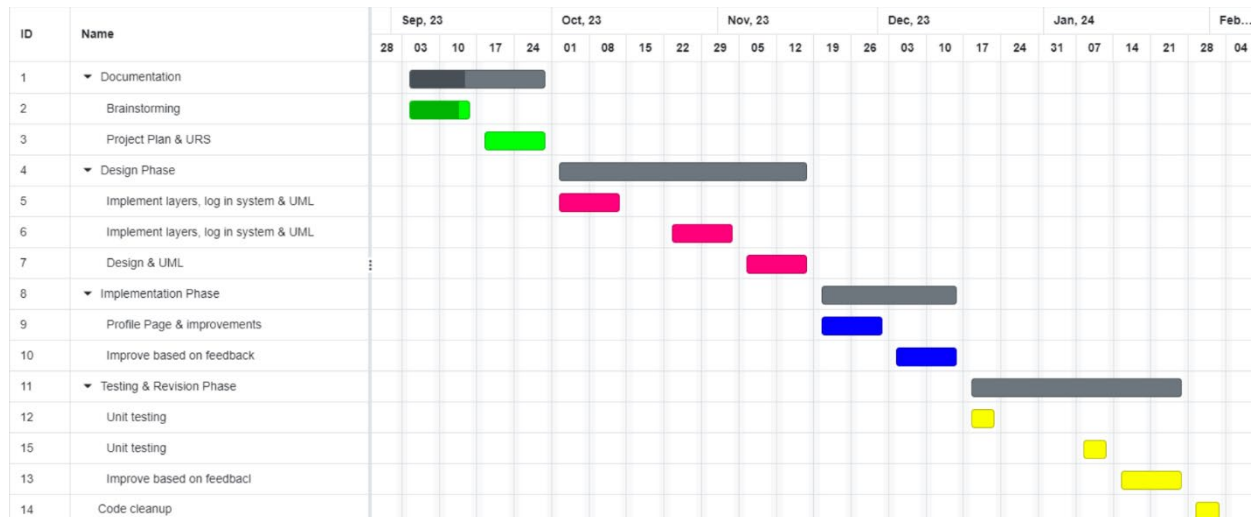 ID Name Sep, 23 Oct, 23 Nov, 23 Dec, 23 Jan, 24 Feb...
28 03 10 17 24 01 08 15 22 29 05 12 19 26 03 10 17 24 31 07 14 21 28 04
1 Documentation
2 Brainstorming
3 Project Plan & URS
4 Design Phase
5 Implement layers, log in system & UML
6 Implement layers, log in system & UML
7 Design & UML
8 Implementation Phase
9 Profile Page & improvements
10 Improve based on feedback
11 Testing & Revision Phase
12 Unit testing
15 Unit testing
13 Improve based on feedbacl
14 Code cleanup